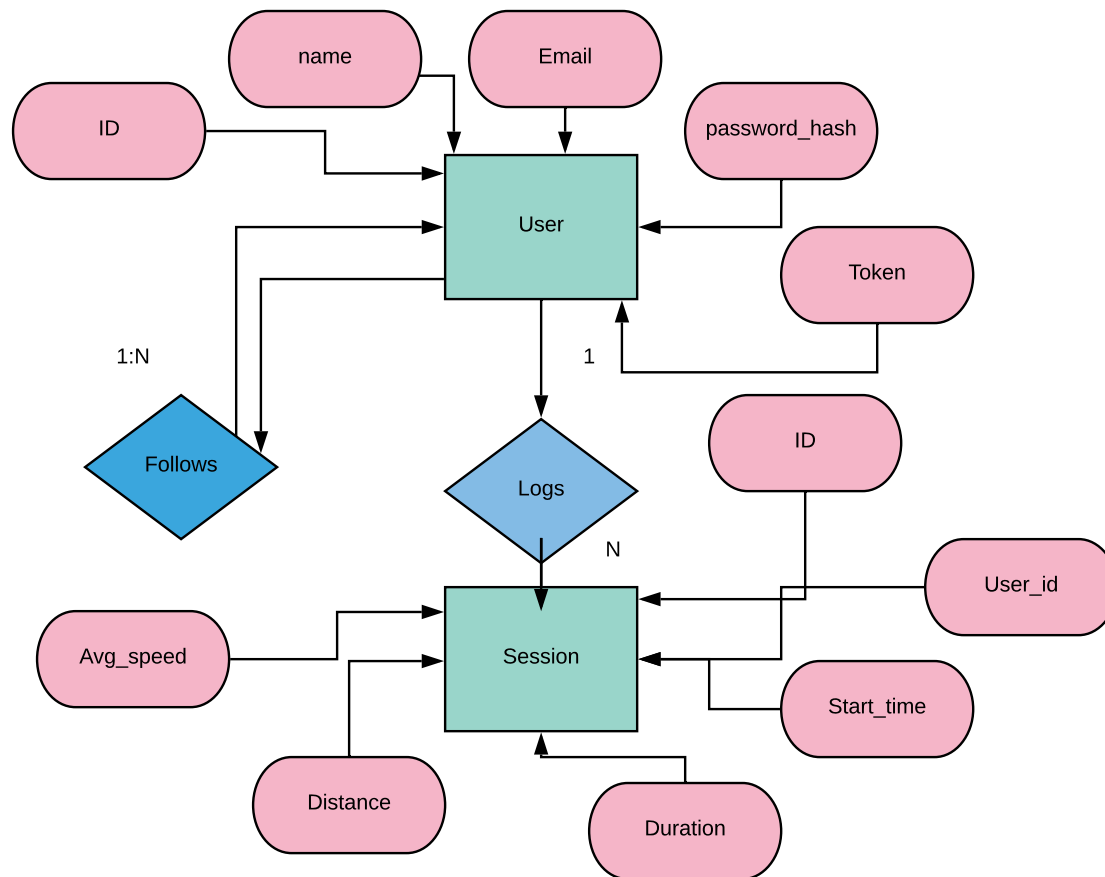 name
Email
ID
password_hash
User
Token
1:N
1
ID
Follows
Logs
N
User_id
Avg_speed
Session
Start_time
Distance
Duration